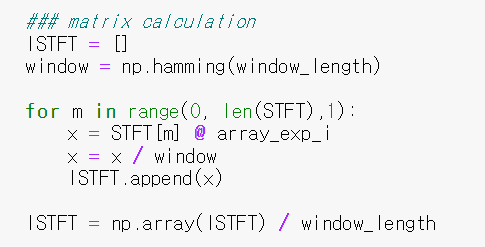 ### matrix calculation
ISTFT = []
window = np.hamming(window_length)
for m in range(0, len(STFT),1):
    x = STFT[m] @ array_exp_i
    x = x / window
    ISTFT.append(x)
ISTFT = np.array(ISTFT) / window_length